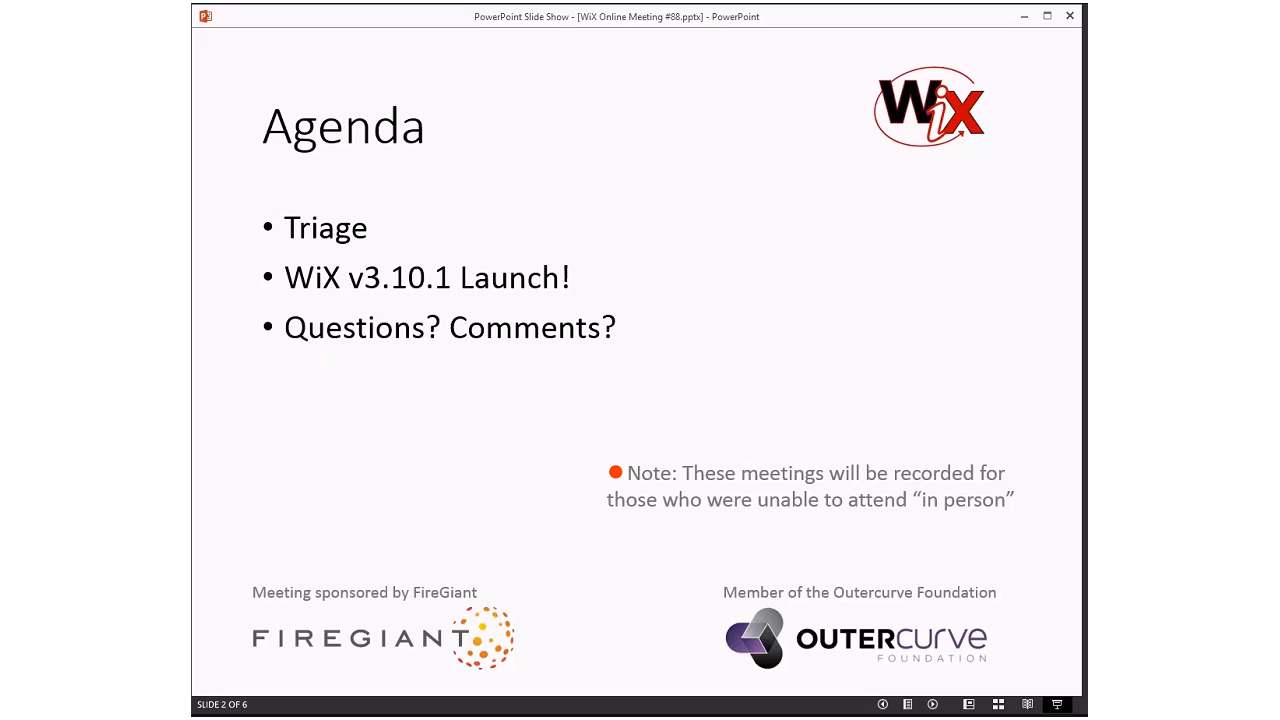 PowerPoint Slide Show - [WiX Online Meeting #88.pptx] - PowerPoint
WiX
Agenda
• Triage
• WiX v3.10.1 Launch!
• Questions? Comments?
Note: These meetings will be recorded for
those who were unable to attend “in person”
Meeting sponsored by FireGiant
FIREGIANT
Member of the Outercurve Foundation
OUTERCURVE
FOUNDATION
SLIDE 2 OF 6